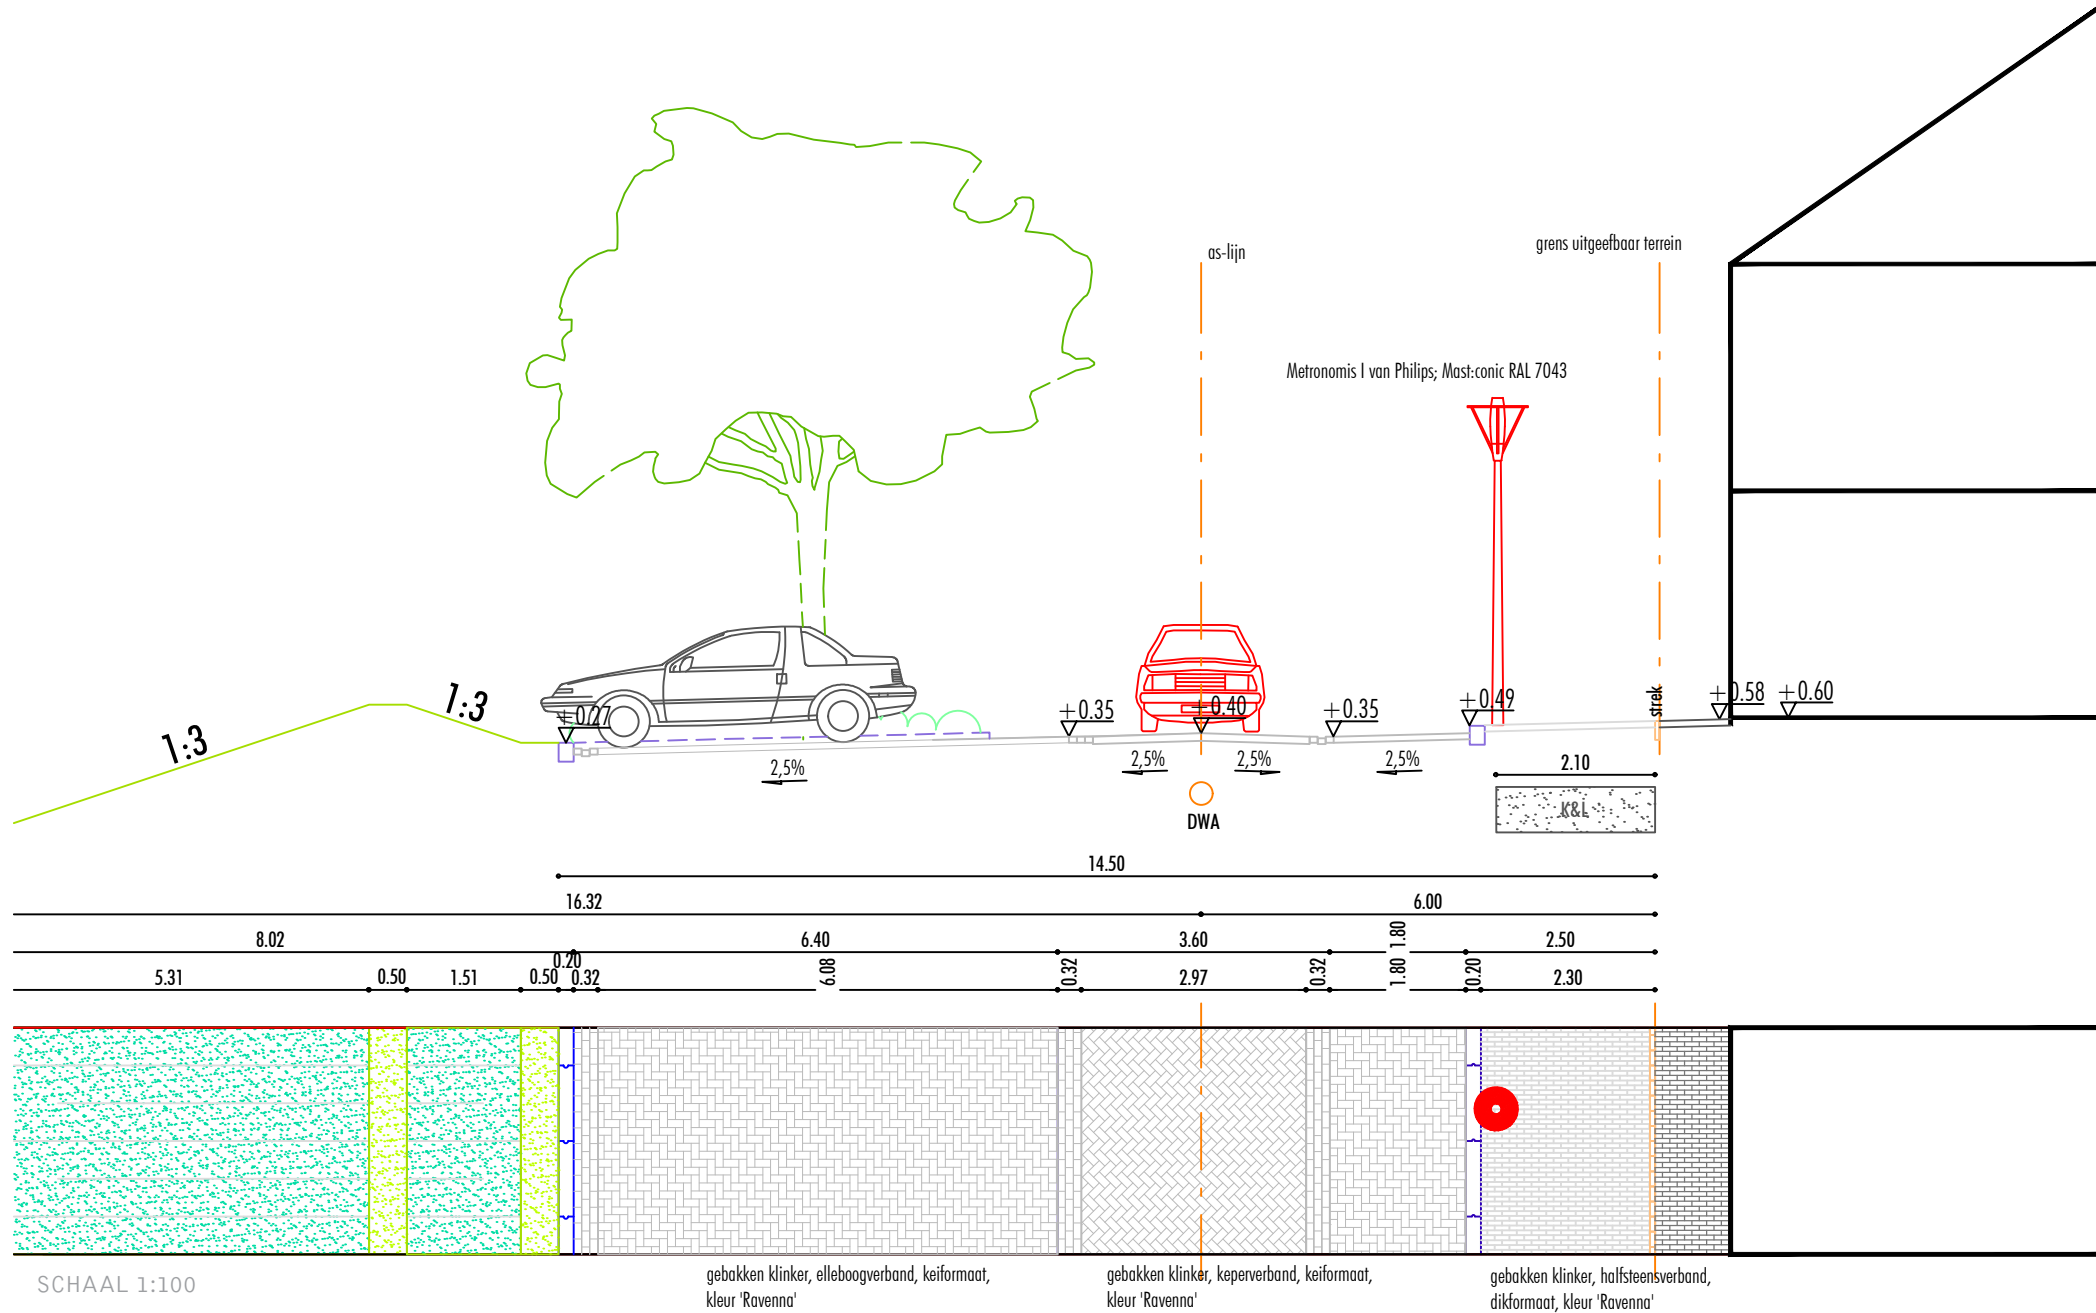 as-lijn
grens uitgeefbaar terrein
Metronomis I van Philips; Mast:conic RAL 7043
1:3
1:3
+0.27
+0.35
+0.40
+0.35
+0.49
strek
+0.58
+0.60
2,5%
2,5%
2,5%
2,5%
2.10
K&L
DWA
14.50
16.32
6.00
8.02
6.40
3.60
1.80
2.50
5.31
0.50
1.51
0.50
0.20
0.32
6.08
0.32
2.97
0.32
1.80
0.20
2.30
gebakken klinker, elleboogverband, keiformaat,
kleur 'Ravenna'
gebakken klinker, keperverband, keiformaat,
kleur 'Ravenna'
gebakken klinker, halfsteensverband,
dikformaat, kleur 'Ravenna'
SCHAAL 1:100